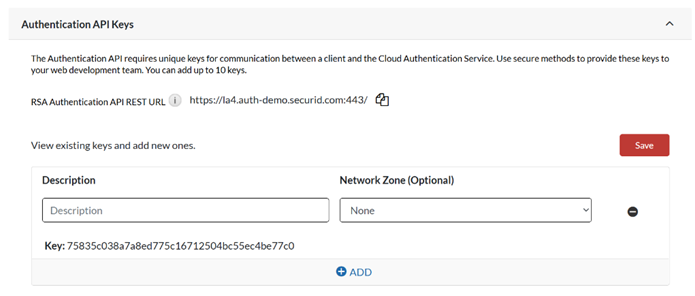 Authentication API Keys
The Authentication API requires unique keys for communication between a client and the Cloud Authentication Service. Use secure methods to provide these keys to
your web development team. You can add up to 10 keys.
RSA Authentication API REST URL i https://la4.auth-demo.securid.com:443/
View existing keys and add new ones. Save
Description Network Zone (Optional)
Description None
Key: 75835c038a7a8ed775c16712504bc55ec4be77c0
ADD